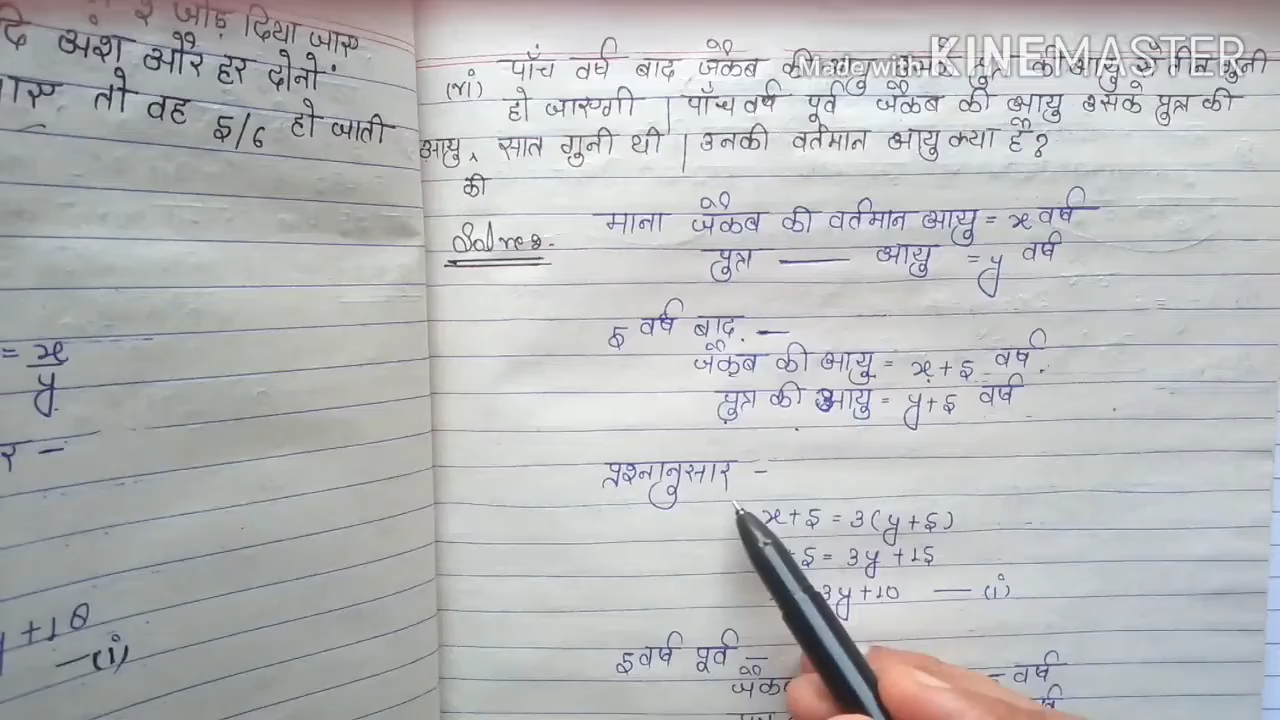 जोड़ दिया जाए
अंश और हर दोनों
तो वह 5/6 हो जाती
= x
y
+10
—(i)
Made with KINEMASTER
(vi) पाँच वर्ष बाद जैकब की आयु उसके पुत्र की आयु से तीन गुनी
हो जाएगी | पाँच वर्ष पूर्व जैकब की आयु उसके पुत्र की
आयु की सात गुनी थी | उनकी वर्तमान आयु क्या है?
माना जैकब की वर्तमान आयु = x वर्ष
पुत्र —— आयु = y वर्ष
5 वर्ष बाद —
जैकब की आयु = x+5 वर्ष
पुत्र की आयु = y+5 वर्ष
प्रश्नानुसार –
x+5 = 3(y+5)
+5 = 3y+15
3y+10 — (i)
5 वर्ष पूर्व –
वर्ष